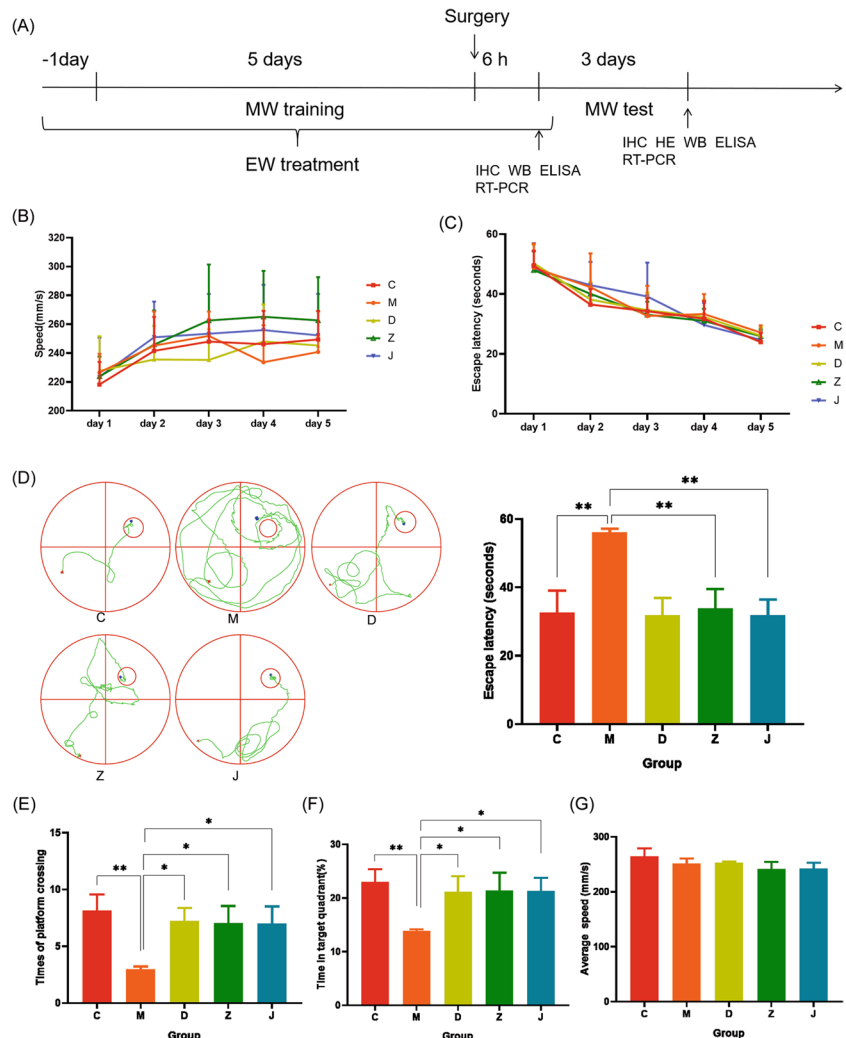 (A)
Surgery
-1day
5 days
6 h
3 days
MW training
MW test
EW treatment
IHC WB ELISA
RT-PCR
IHC HE WB ELISA
RT-PCR
(B)
Speed(mm/s)
320
300
280
260
240
220
200
day 1
day 2
day 3
day 4
day 5
C
M
D
Z
J
(C)
Escape latency (seconds)
60
40
20
0
day 1
day 2
day 3
day 4
day 5
C
M
D
Z
J
(D)
C
M
D
Z
J
Escape latency (seconds)
60
40
20
0
**
**
**
C
M
D
Z
J
Group
(E)
Times of platform crossing
15
10
5
0
**
*
*
*
C
M
D
Z
J
Group
(F)
Time in target quadrant(%)
30
20
10
0
**
*
*
*
C
M
D
Z
J
Group
(G)
Average speed (mm/s)
300
200
100
0
C
M
D
Z
J
Group